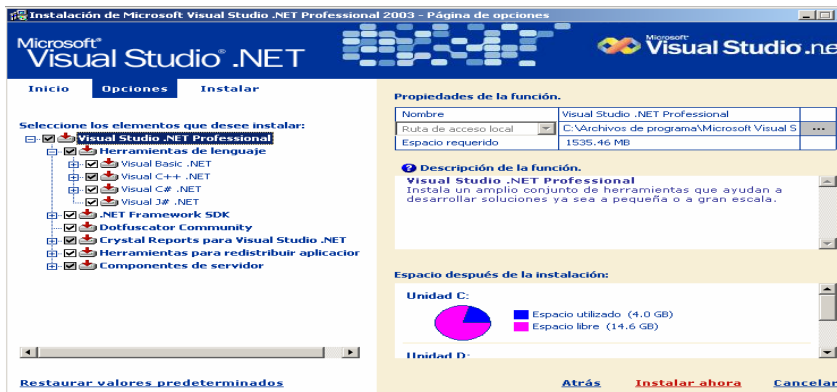 Instalación de Microsoft Visual Studio .NET Professional 2003 - Página de opciones
Microsoft®
Visual Studio® .NET
Microsoft
Visual Studio.ne
Inicio Opciones Instalar
Seleccione los elementos que desee instalar:
Visual Studio .NET Professional
Herramientas de lenguaje
Visual Basic .NET
Visual C++ .NET
Visual C# .NET
Visual J# .NET
.NET Framework SDK
Dotfuscator Community
Crystal Reports para Visual Studio .NET
Herramientas para redistribuir aplicacior
Componentes de servidor
Restaurar valores predeterminados
Propiedades de la función.
Nombre Visual Studio .NET Professional
Ruta de acceso local C:\Archivos de programa\Microsoft Visual S ...
Espacio requerido 1535.46 MB
Descripción de la función.
Visual Studio .NET Professional
Instala un amplio conjunto de herramientas que ayudan a
desarrollar soluciones ya sea a pequeña o a gran escala.
Espacio después de la instalación:
Unidad C:
Espacio utilizado (4.0 GB)
Espacio libre (14.6 GB)
Unidad D:
Atrás Instalar ahora Cancelar